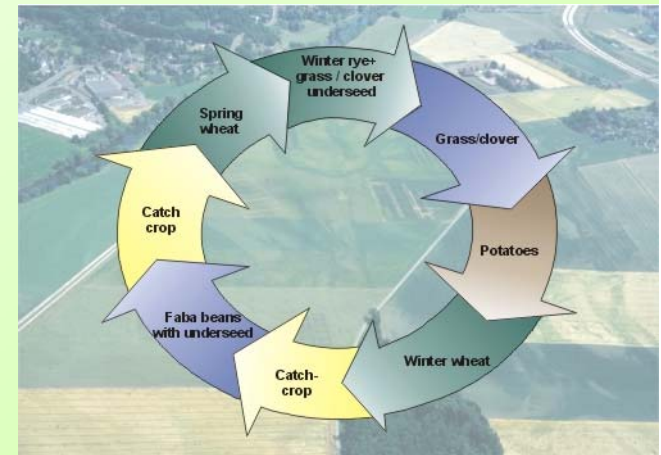 Winter rye+
grass / clover
underseed
Grass/clover
Potatoes
Winter wheat
Catch-
crop
Faba beans
with underseed
Catch
crop
Spring
wheat